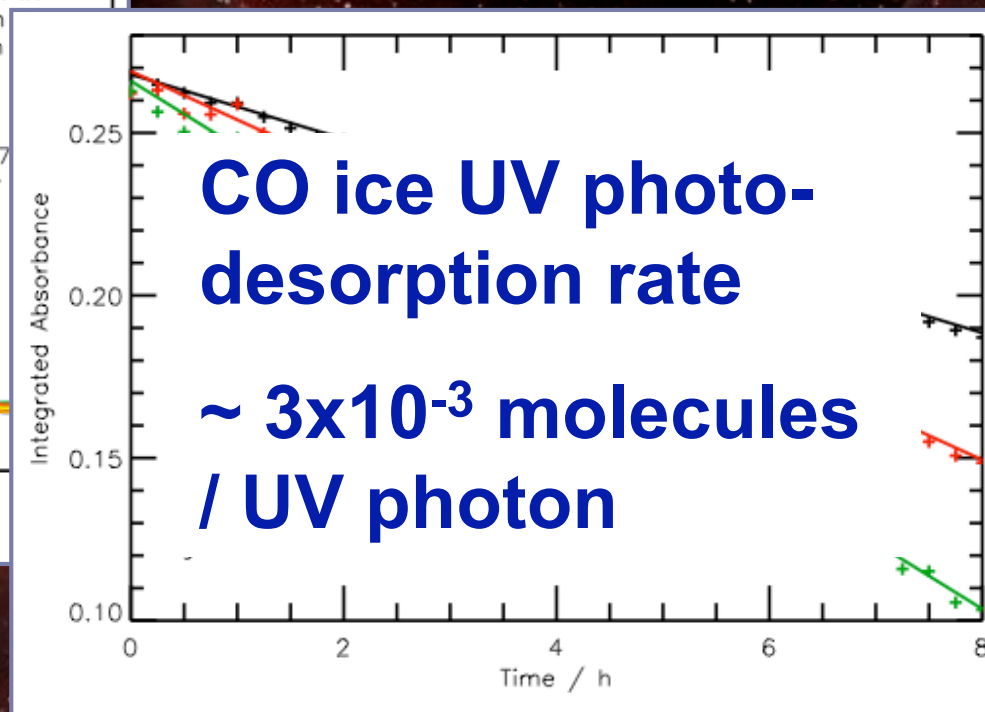 CO ice UV photo-
desorption rate
~ 3x10-3 molecules
/ UV photon
Integrated Absorbance
0.25
0.20
0.15
0.10
0
2
4
6
8
Time / h
7